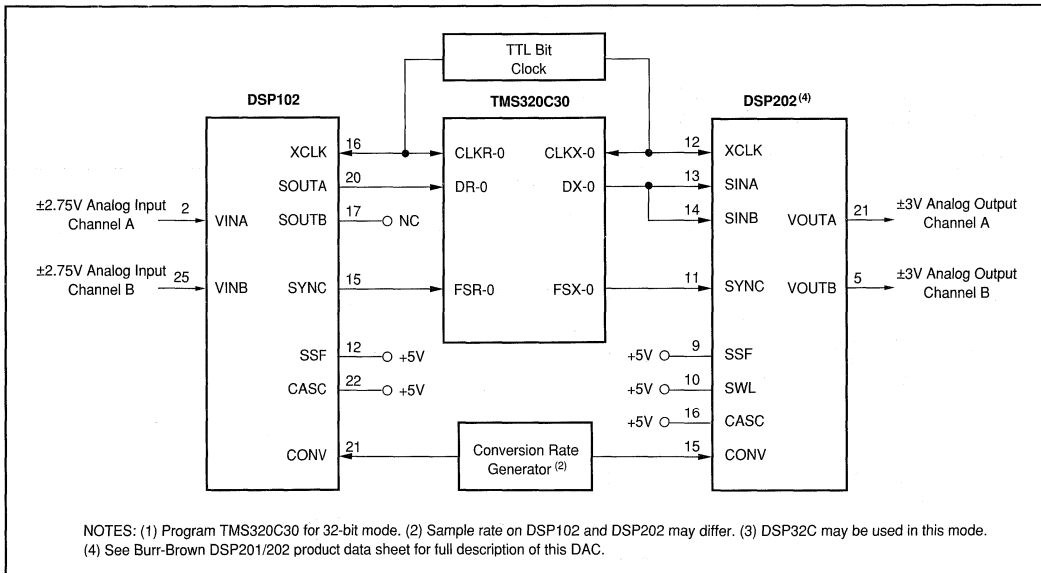 TTL Bit
Clock
DSP102
TMS320C30
DSP202(4)
XCLK
16
CLKR-0
CLKX-0
12
XCLK
SOUTA
20
DR-0
DX-0
13
SINA
±2.75V Analog Input
Channel A
2
VINA
SOUTB
17
NC
14
SINB
VOUTA
21
±3V Analog Output
Channel A
±2.75V Analog Input
Channel B
25
VINB
SYNC
15
FSR-0
FSX-0
11
SYNC
VOUTB
5
±3V Analog Output
Channel B
SSF
12
+5V
+5V
9
SSF
CASC
22
+5V
+5V
10
SWL
+5V
16
CASC
CONV
21
Conversion Rate
Generator (2)
15
CONV
NOTES: (1) Program TMS320C30 for 32-bit mode. (2) Sample rate on DSP102 and DSP202 may differ. (3) DSP32C may be used in this mode.
(4) See Burr-Brown DSP201/202 product data sheet for full description of this DAC.